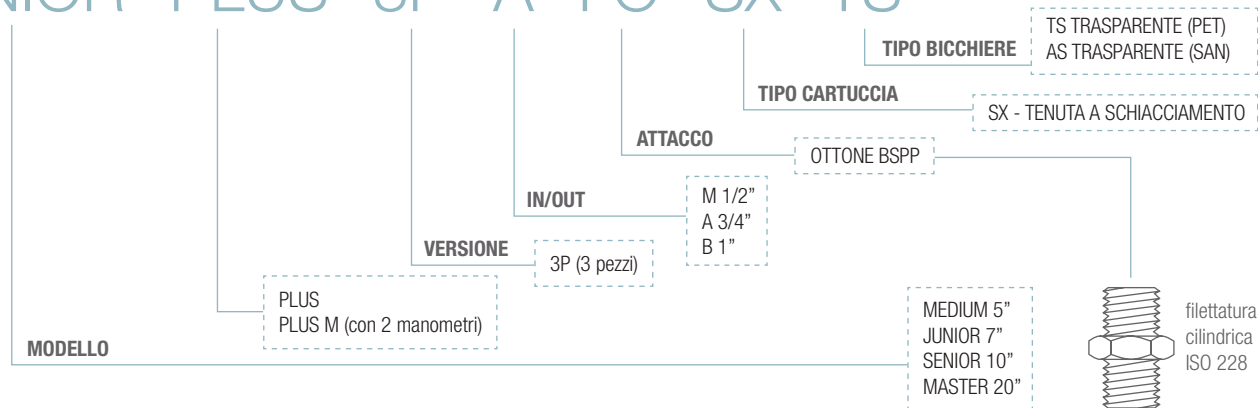 PLUS
TS TRASPARENTE (PET)
AS TRASPARENTE (SAN)
TIPO BICCHIERE
TIPO CARTUCCIA
SX - TENUTA A SCHIACCIAMENTO
ATTACCO
OTTONE BSPP
IN/OUT
M 1/2”
A 3/4”
B 1”
VERSIONE
3P (3 pezzi)
PLUS
PLUS M (con 2 manometri)
MODELLO
MEDIUM 5”
JUNIOR 7”
SENIOR 10”
MASTER 20”
filettatura
cilindrica
ISO 228